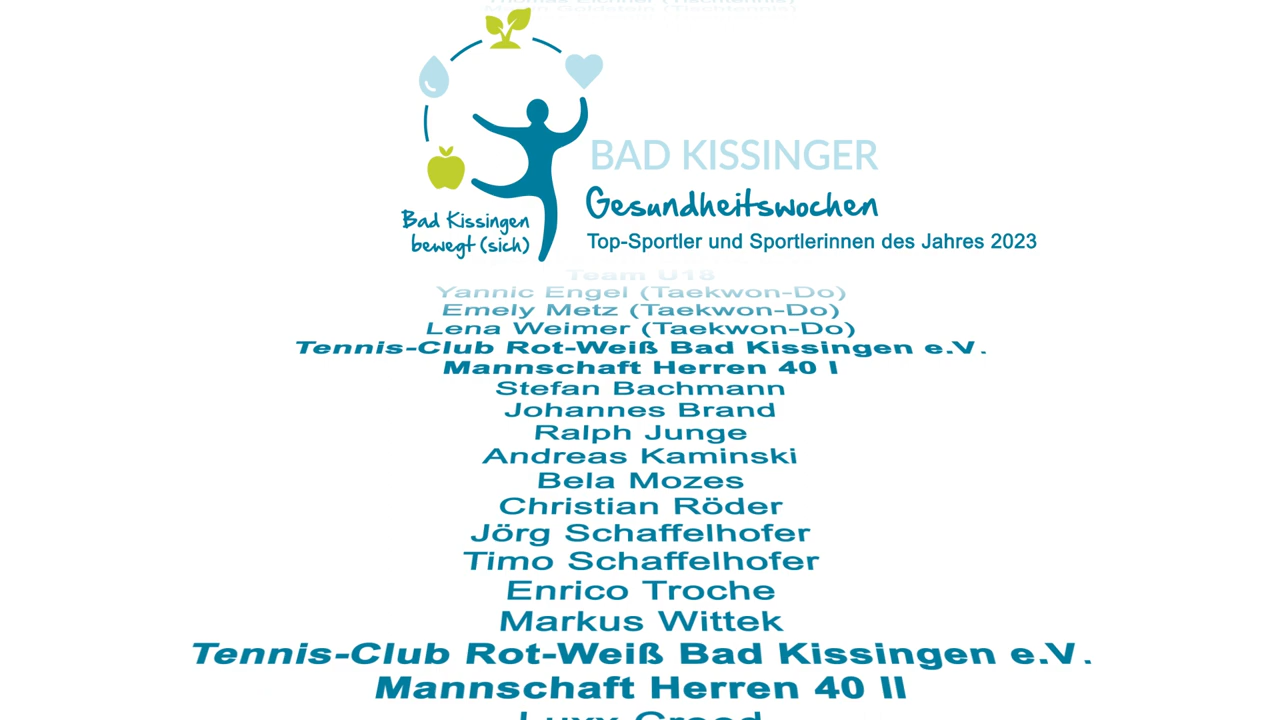 BAD KISSINGER
Gesundheitswochen
Bad Kissingen
bewegt (sich)
Top-Sportler und Sportlerinnen des Jahres 2023
Team U18
Yannic Engel (Taekwon-Do)
Emely Metz (Taekwon-Do)
Lena Weimer (Taekwon-Do)
Tennis-Club Rot-Weiß Bad Kissingen e.V.
Mannschaft Herren 40 I
Stefan Bachmann
Johannes Brand
Ralph Junge
Andreas Kaminski
Bela Mozes
Christian Röder
Jörg Schaffelhofer
Timo Schaffelhofer
Enrico Troche
Markus Wittek
Tennis-Club Rot-Weiß Bad Kissingen e.V.
Mannschaft Herren 40 II